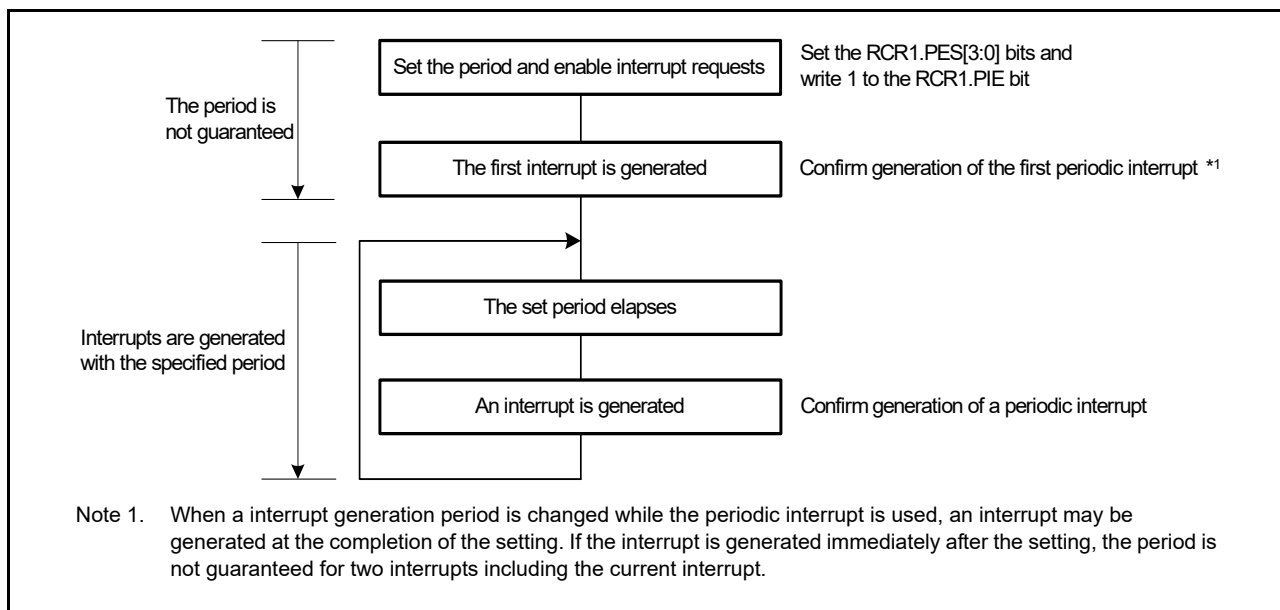 Set the period and enable interrupt requests
Set the RCR1.PES[3:0] bits and
write 1 to the RCR1.PIE bit
The period is
not guaranteed
The first interrupt is generated
Confirm generation of the first periodic interrupt *1
The set period elapses
Interrupts are generated
with the specified period
An interrupt is generated
Confirm generation of a periodic interrupt
Note 1. When a interrupt generation period is changed while the periodic interrupt is used, an interrupt may be
generated at the completion of the setting. If the interrupt is generated immediately after the setting, the period is
not guaranteed for two interrupts including the current interrupt.